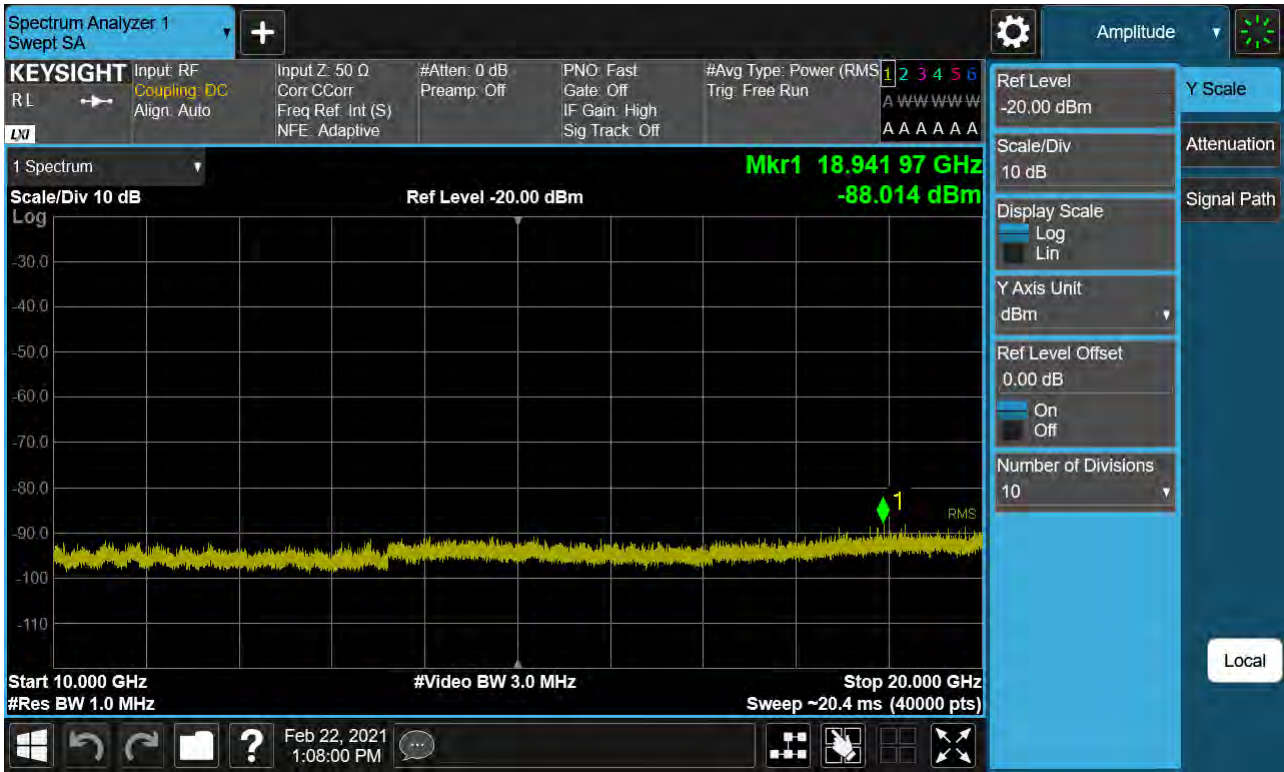 Spectrum Analyzer 1
Swept SA
+
Amplitude
KEYSIGHT
RL
LXI
Input: RF
Coupling: DC
Align: Auto
Input Z: 50 Ω
Corr CCorr
Freq Ref: Int (S)
NFE: Adaptive
#Atten: 0 dB
Preamp: Off
PNO: Fast
Gate: Off
IF Gain: High
Sig Track: Off
#Avg Type: Power (RMS
Trig: Free Run
1 2 3 4 5 6
A W W W W W
A A A A A A
1 Spectrum
Mkr1 18.941 97 GHz
-88.014 dBm
Scale/Div 10 dB
Ref Level -20.00 dBm
Log
-30.0
-40.0
-50.0
-60.0
-70.0
-80.0
-90.0
-100
-110
1
RMS
Start 10.000 GHz
#Res BW 1.0 MHz
#Video BW 3.0 MHz
Stop 20.000 GHz
Sweep ~20.4 ms (40000 pts)
Ref Level
-20.00 dBm
Scale/Div
10 dB
Display Scale
Log
Lin
Y Axis Unit
dBm
Ref Level Offset
0.00 dB
On
Off
Number of Divisions
10
Y Scale
Attenuation
Signal Path
Local
?
Feb 22, 2021
1:08:00 PM